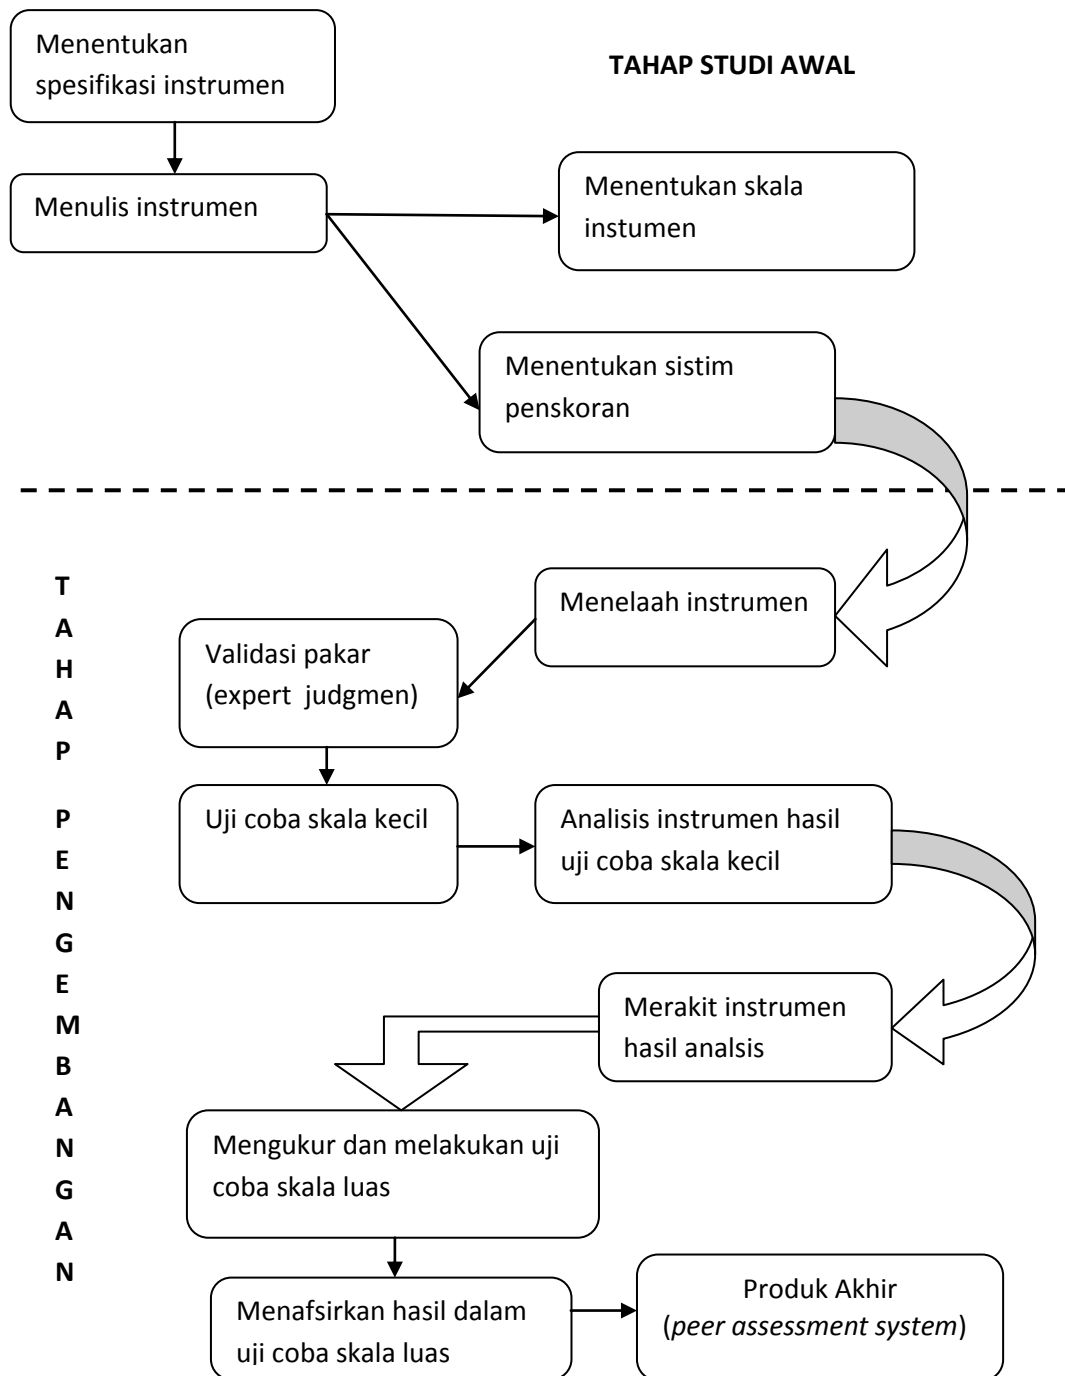 Menentukan
spesifikasi instrumen
TAHAP STUDI AWAL
Menulis instrumen
Menentukan skala
instumen
Menentukan sistim
penskoran
TAHAP PENGEMBANGAN
Menelaah instrumen
Validasi pakar
(expert judgmen)
Uji coba skala kecil
Analisis instrumen hasil
uji coba skala kecil
Merakit instrumen
hasil analsis
Mengukur dan melakukan uji
coba skala luas
Menafsirkan hasil dalam
uji coba skala luas
Produk Akhir
(peer assessment system)